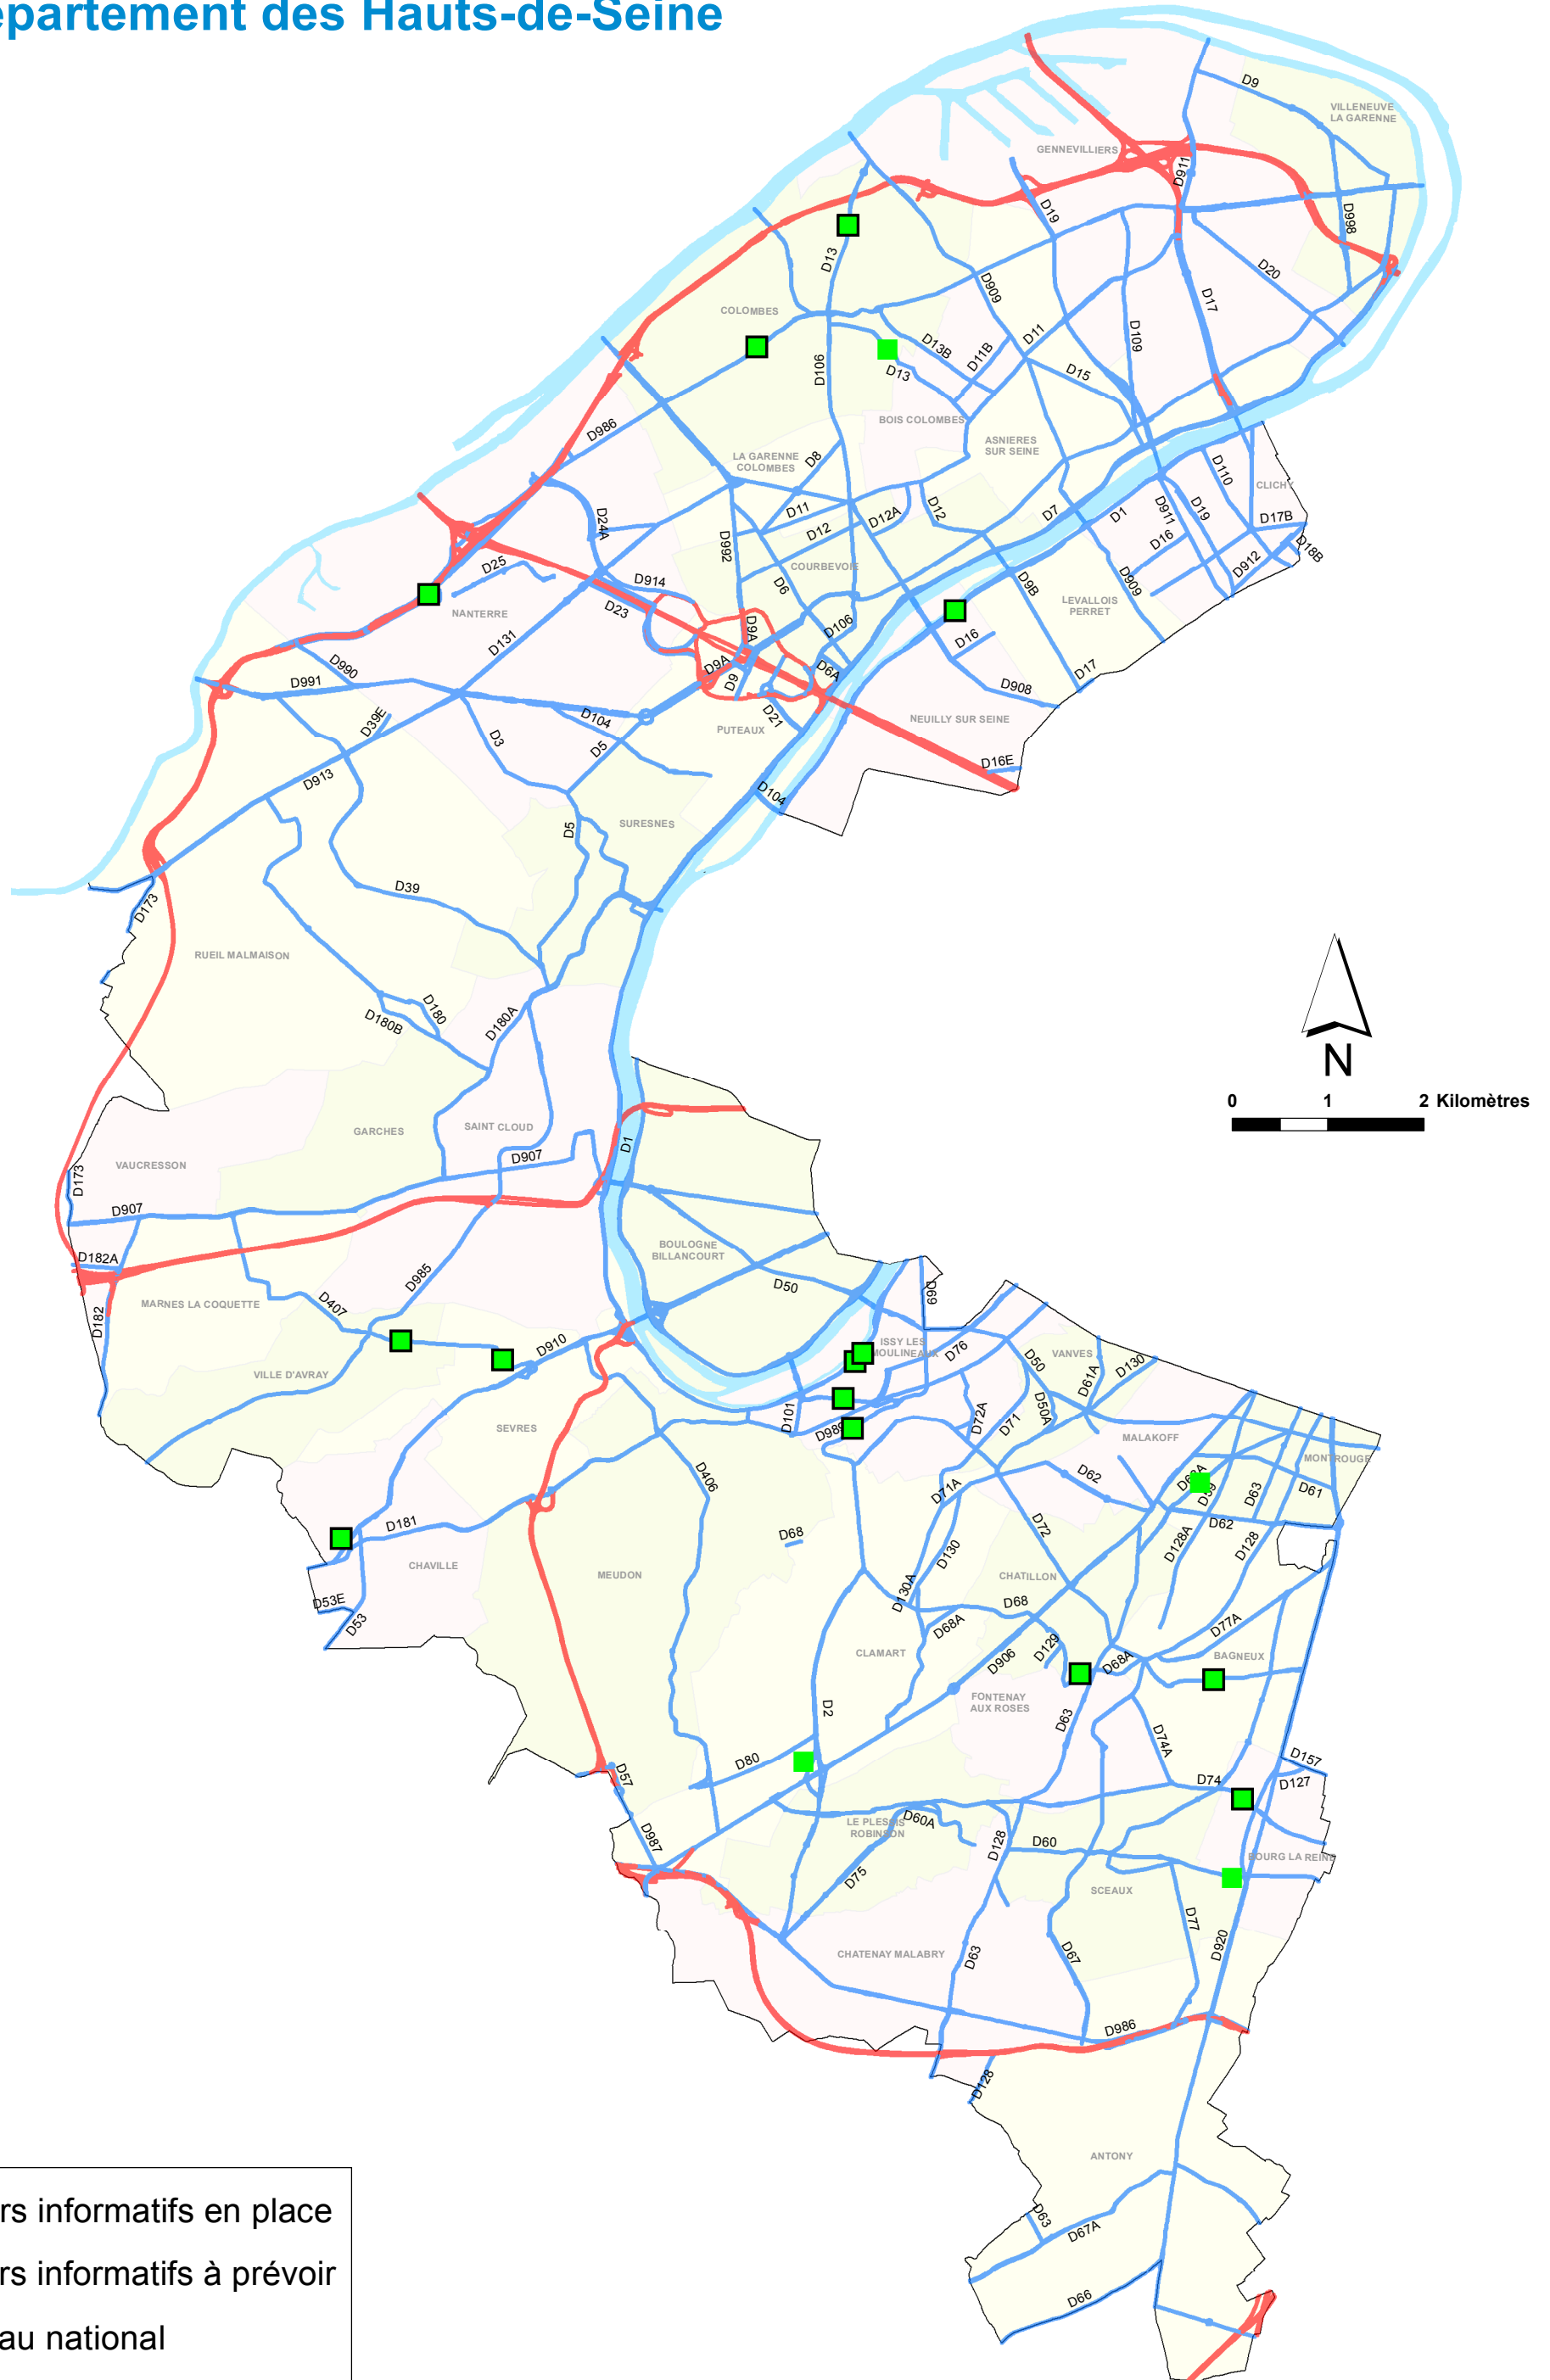 épartement des Hauts-de-Seine
D9
VILLENEUVE
LA GARENNE
GENNEVILLIERS
D911
D19
D998
D13
D20
D909
D17
COLOMBES
D109
D11
D13B
D11B
D106
D13
D15
BOIS COLOMBES
D986
ASNIERES
SUR SEINE
LA GARENNE
COLOMBES
D8
D110
CLICHY
D24A
D11
D12A
D12
D7
D1
D911
D19
D17B
D12
D16
D18B
D992
D912
D25
COURBEVOIE
D914
D6
D9B
D909
NANTERRE
D23
LEVALLOIS
PERRET
D9A
D106
D131
D16
D990
D9A
D6A
D17
D991
D9
D908
D39E
D104
D21
NEUILLY SUR SEINE
D3
D5
PUTEAUX
D16E
D913
D104
D5
SURESNES
D39
D173
RUEIL MALMAISON
D180
D180A
D180B
N
0
1
2 Kilomètres
GARCHES
SAINT CLOUD
D1
D907
VAUCRESSON
D173
D907
BOULOGNE
BILLANCOURT
D182A
D985
D50
D69
MARNES LA COQUETTE
D407
D182
D910
ISSY LES
MOULINEAUX
D76
VANVES
D50
D130
VILLE D'AVRAY
D61A
D50A
SEVRES
D101
D989
D72A
D71
MALAKOFF
MONTROUGE
D406
D62
D63
D61
D71A
D181
D68
D72
D62
D128A
D128
CHAVILLE
MEUDON
D130
CHATILLON
D130A
D53E
D68
D53
D68A
D77A
CLAMART
D129
D906
D68A
BAGNEUX
FONTENAY
AUX ROSES
D2
D63
D74A
D80
D157
D57
D74
D127
LE PLESSIS
ROBINSON
D60A
D987
D128
D60
BOURG LA REINE
D75
SCEAUX
D77
D920
CHATENAY MALABRY
D63
D67
D986
D128
ANTONY
D63
D67A
D66
rs informatifs en place
rs informatifs à prévoir
au national